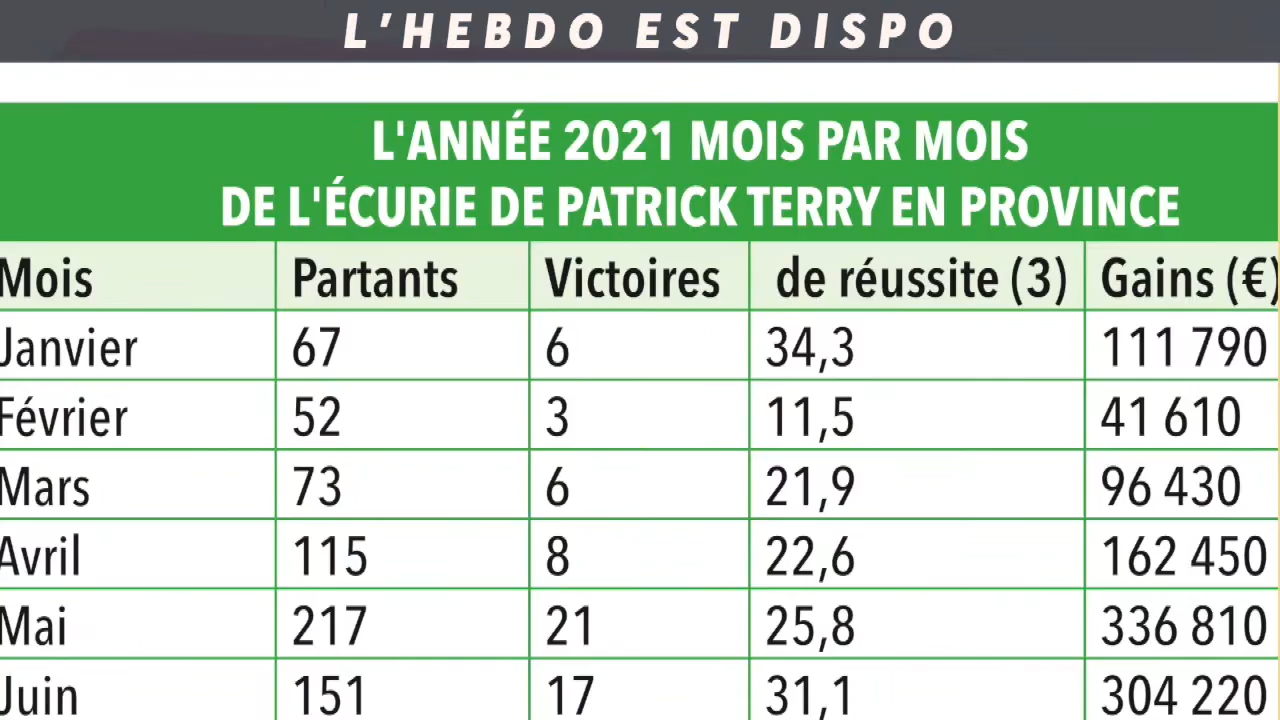 L'HEBDO EST DISPO
L'ANNÉE 2021 MOIS PAR MOIS
DE L'ÉCURIE DE PATRICK TERRY EN PROVINCE
Mois Partants Victoires de réussite (3) Gains (€)
Janvier 67 6 34,3 111 790
Février 52 3 11,5 41 610
Mars 73 6 21,9 96 430
Avril 115 8 22,6 162 450
Mai 217 21 25,8 336 810
Juin 151 17 31,1 304 220